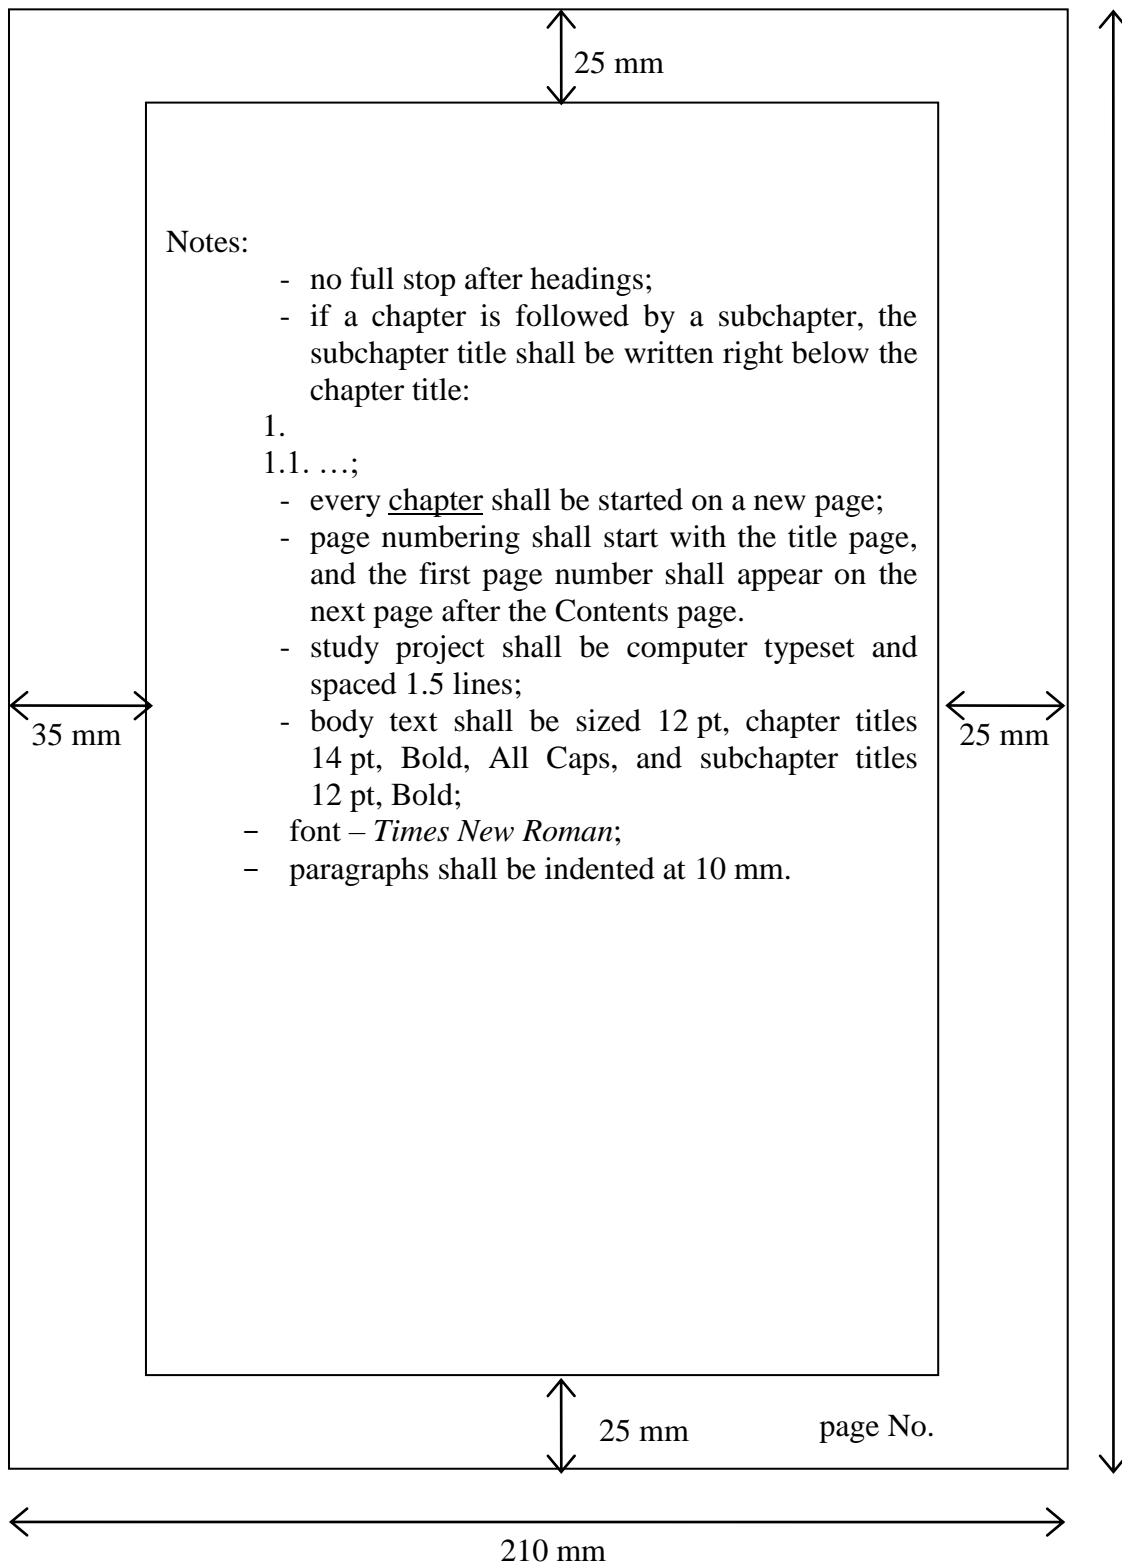 25 mm
Notes:
- no full stop after headings;
- if a chapter is followed by a subchapter, the
subchapter title shall be written right below the
chapter title:
1.
1.1. …;
- every chapter shall be started on a new page;
- page numbering shall start with the title page,
and the first page number shall appear on the
next page after the Contents page.
- study project shall be computer typeset and
spaced 1.5 lines;
- body text shall be sized 12 pt, chapter titles
14 pt, Bold, All Caps, and subchapter titles
12 pt, Bold;
- font – Times New Roman;
- paragraphs shall be indented at 10 mm.
35 mm
25 mm
25 mm
page No.
210 mm